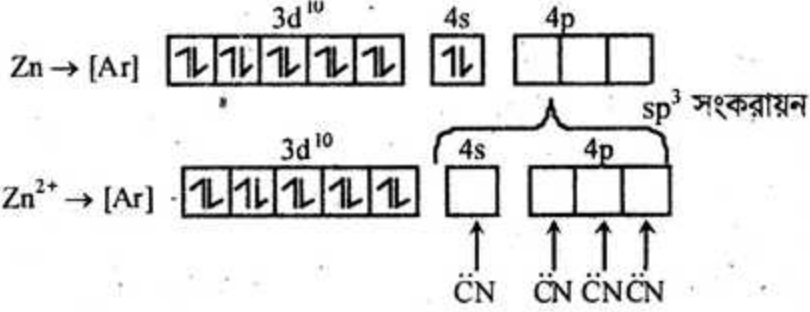 3d¹⁰ 4s 4p
Zn → [Ar] ⥮ ⥮ ⥮ ⥮ ⥮ ⥮
sp³ সংকরায়ন
3d¹⁰ 4s 4p
Zn²⁺ → [Ar] ⥮ ⥮ ⥮ ⥮ ⥮
C̈N C̈N C̈N C̈N